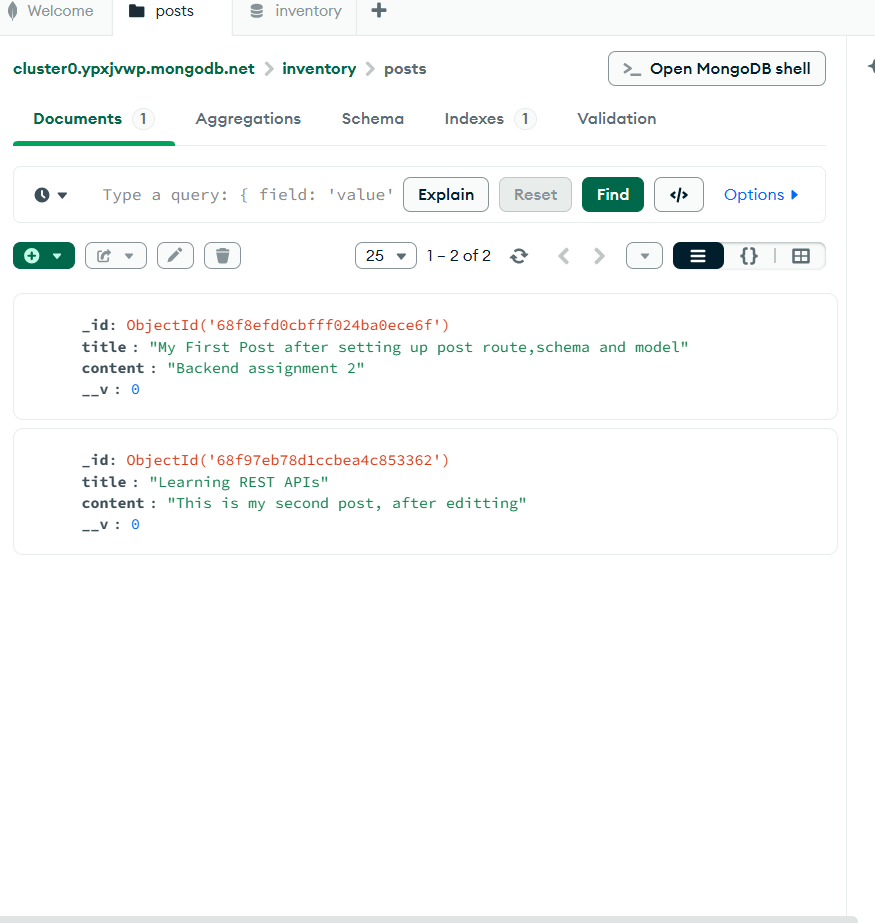 Welcome posts inventory
cluster0.ypxjvwp.mongodb.net inventory posts >_ Open MongoDB shell
Documents 1 Aggregations Schema Indexes 1 Validation
Type a query: { field: 'value' Explain Reset Find </> Options
25 1 – 2 of 2 {}
_id: ObjectId('68f8efd0cbfff024ba0ece6f')
title : "My First Post after setting up post route,schema and model"
content : "Backend assignment 2"
__v : 0
_id: ObjectId('68f97eb78d1ccbea4c853362')
title : "Learning REST APIs"
content : "This is my second post, after editting"
__v : 0